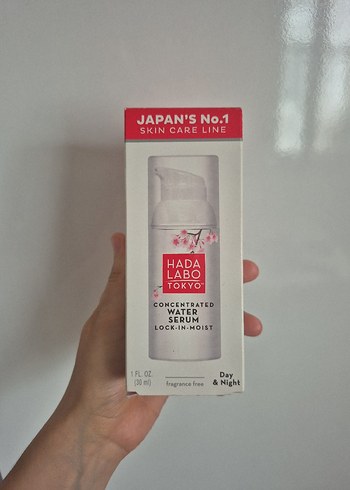 JAPAN'S No.1
SKIN CARE LINE
HADA
LABO
TOKYO™
CONCENTRATED
WATER
SERUM
LOCK-IN-MOIST
1 FL. OZ.
(30 ml)
fragrance free
Day
& Night